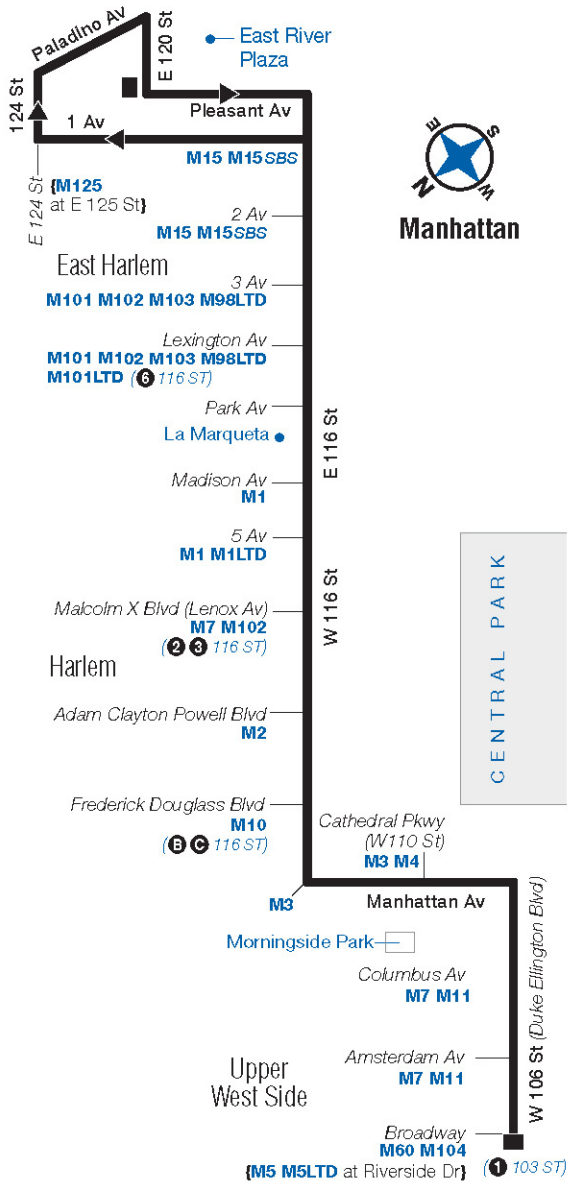 Paladino Av
E 120 St
East River
Plaza
124 St
1 Av
Pleasant Av
M15 M15SBS
E 124 St
{M125
at E 125 St}
E
S
N
W
Manhattan
2 Av
M15 M15SBS
East Harlem
3 Av
M101 M102 M103 M98LTD
Lexington Av
M101 M102 M103 M98LTD
M101LTD (6 116 ST)
Park Av
La Marqueta
E 116 St
Madison Av
M1
5 Av
M1 M1LTD
W 116 St
CENTRAL PARK
Malcolm X Blvd (Lenox Av)
M7 M102
(2 3 116 ST)
Harlem
Adam Clayton Powell Blvd
M2
Frederick Douglass Blvd
M10
(B C 116 ST)
Cathedral Pkwy
(W110 St)
M3 M4
M3
Manhattan Av
Morningside Park
Columbus Av
M7 M11
W 106 St (Duke Ellington Blvd)
Upper
West Side
Amsterdam Av
M7 M11
Broadway
M60 M104
{M5 M5LTD at Riverside Dr}
(1 103 ST)